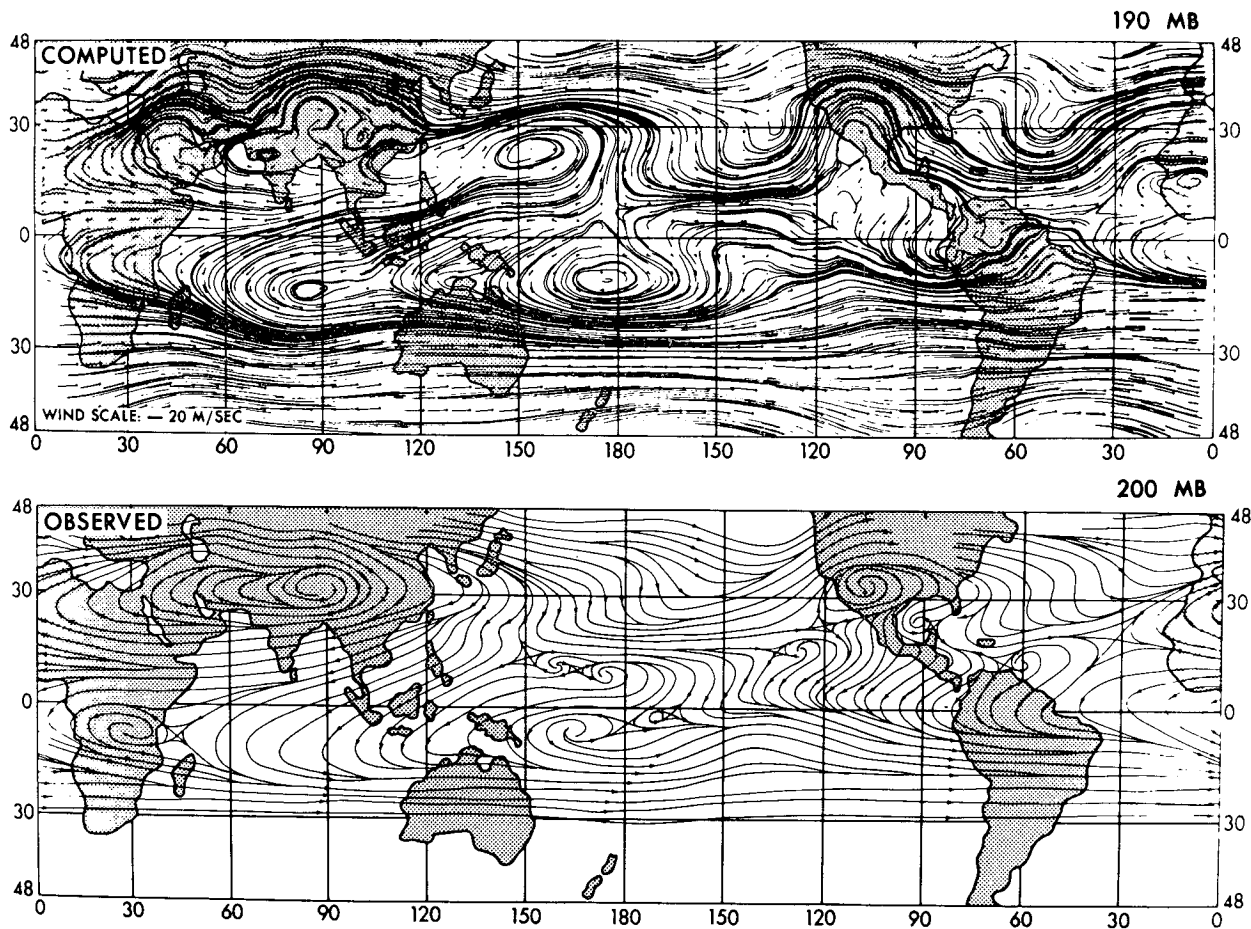 190 MB
48 COMPUTED 48
30 30
0 0
30 30
WIND SCALE: — 20 M/SEC
48 48
0 30 60 90 120 150 180 150 120 90 60 30 0
200 MB
48 OBSERVED 48
30 30
0 0
30 30
48 48
0 30 60 90 120 150 180 150 120 90 60 30 0